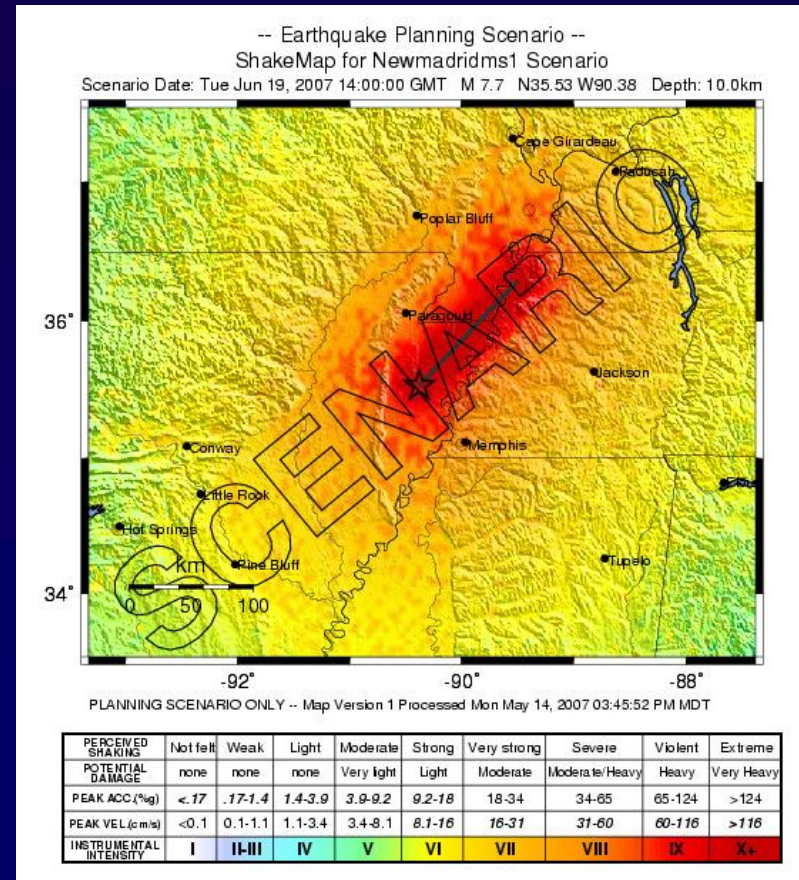 -- Earthquake Planning Scenario --
ShakeMap for Newmadridms1 Scenario
Scenario Date: Tue Jun 19, 2007 14:00:00 GMT M 7.7 N35.53 W90.38 Depth: 10.0km
Cape Girardeau
Paducah
Poplar Bluff
36°
Paragould
Jackson
Memphis
Conway
Little Rock
Hot Springs
Tupelo
Pine Bluff
SCENARIO
km
34°
0 50 100
-92° -90° -88°
PLANNING SCENARIO ONLY -- Map Version 1 Processed Mon May 14, 2007 03:45:52 PM MDT
PERCEIVED SHAKING Not felt Weak Light Moderate Strong Very strong Severe Violent Extreme
POTENTIAL DAMAGE none none none Very light Light Moderate Moderate/Heavy Heavy Very Heavy
PEAK ACC.(%g) <.17 .17-1.4 1.4-3.9 3.9-9.2 9.2-18 18-34 34-65 65-124 >124
PEAK VEL.(cm/s) <0.1 0.1-1.1 1.1-3.4 3.4-8.1 8.1-16 16-31 31-60 60-116 >116
INSTRUMENTAL INTENSITY I II-III IV V VI VII VIII IX X+